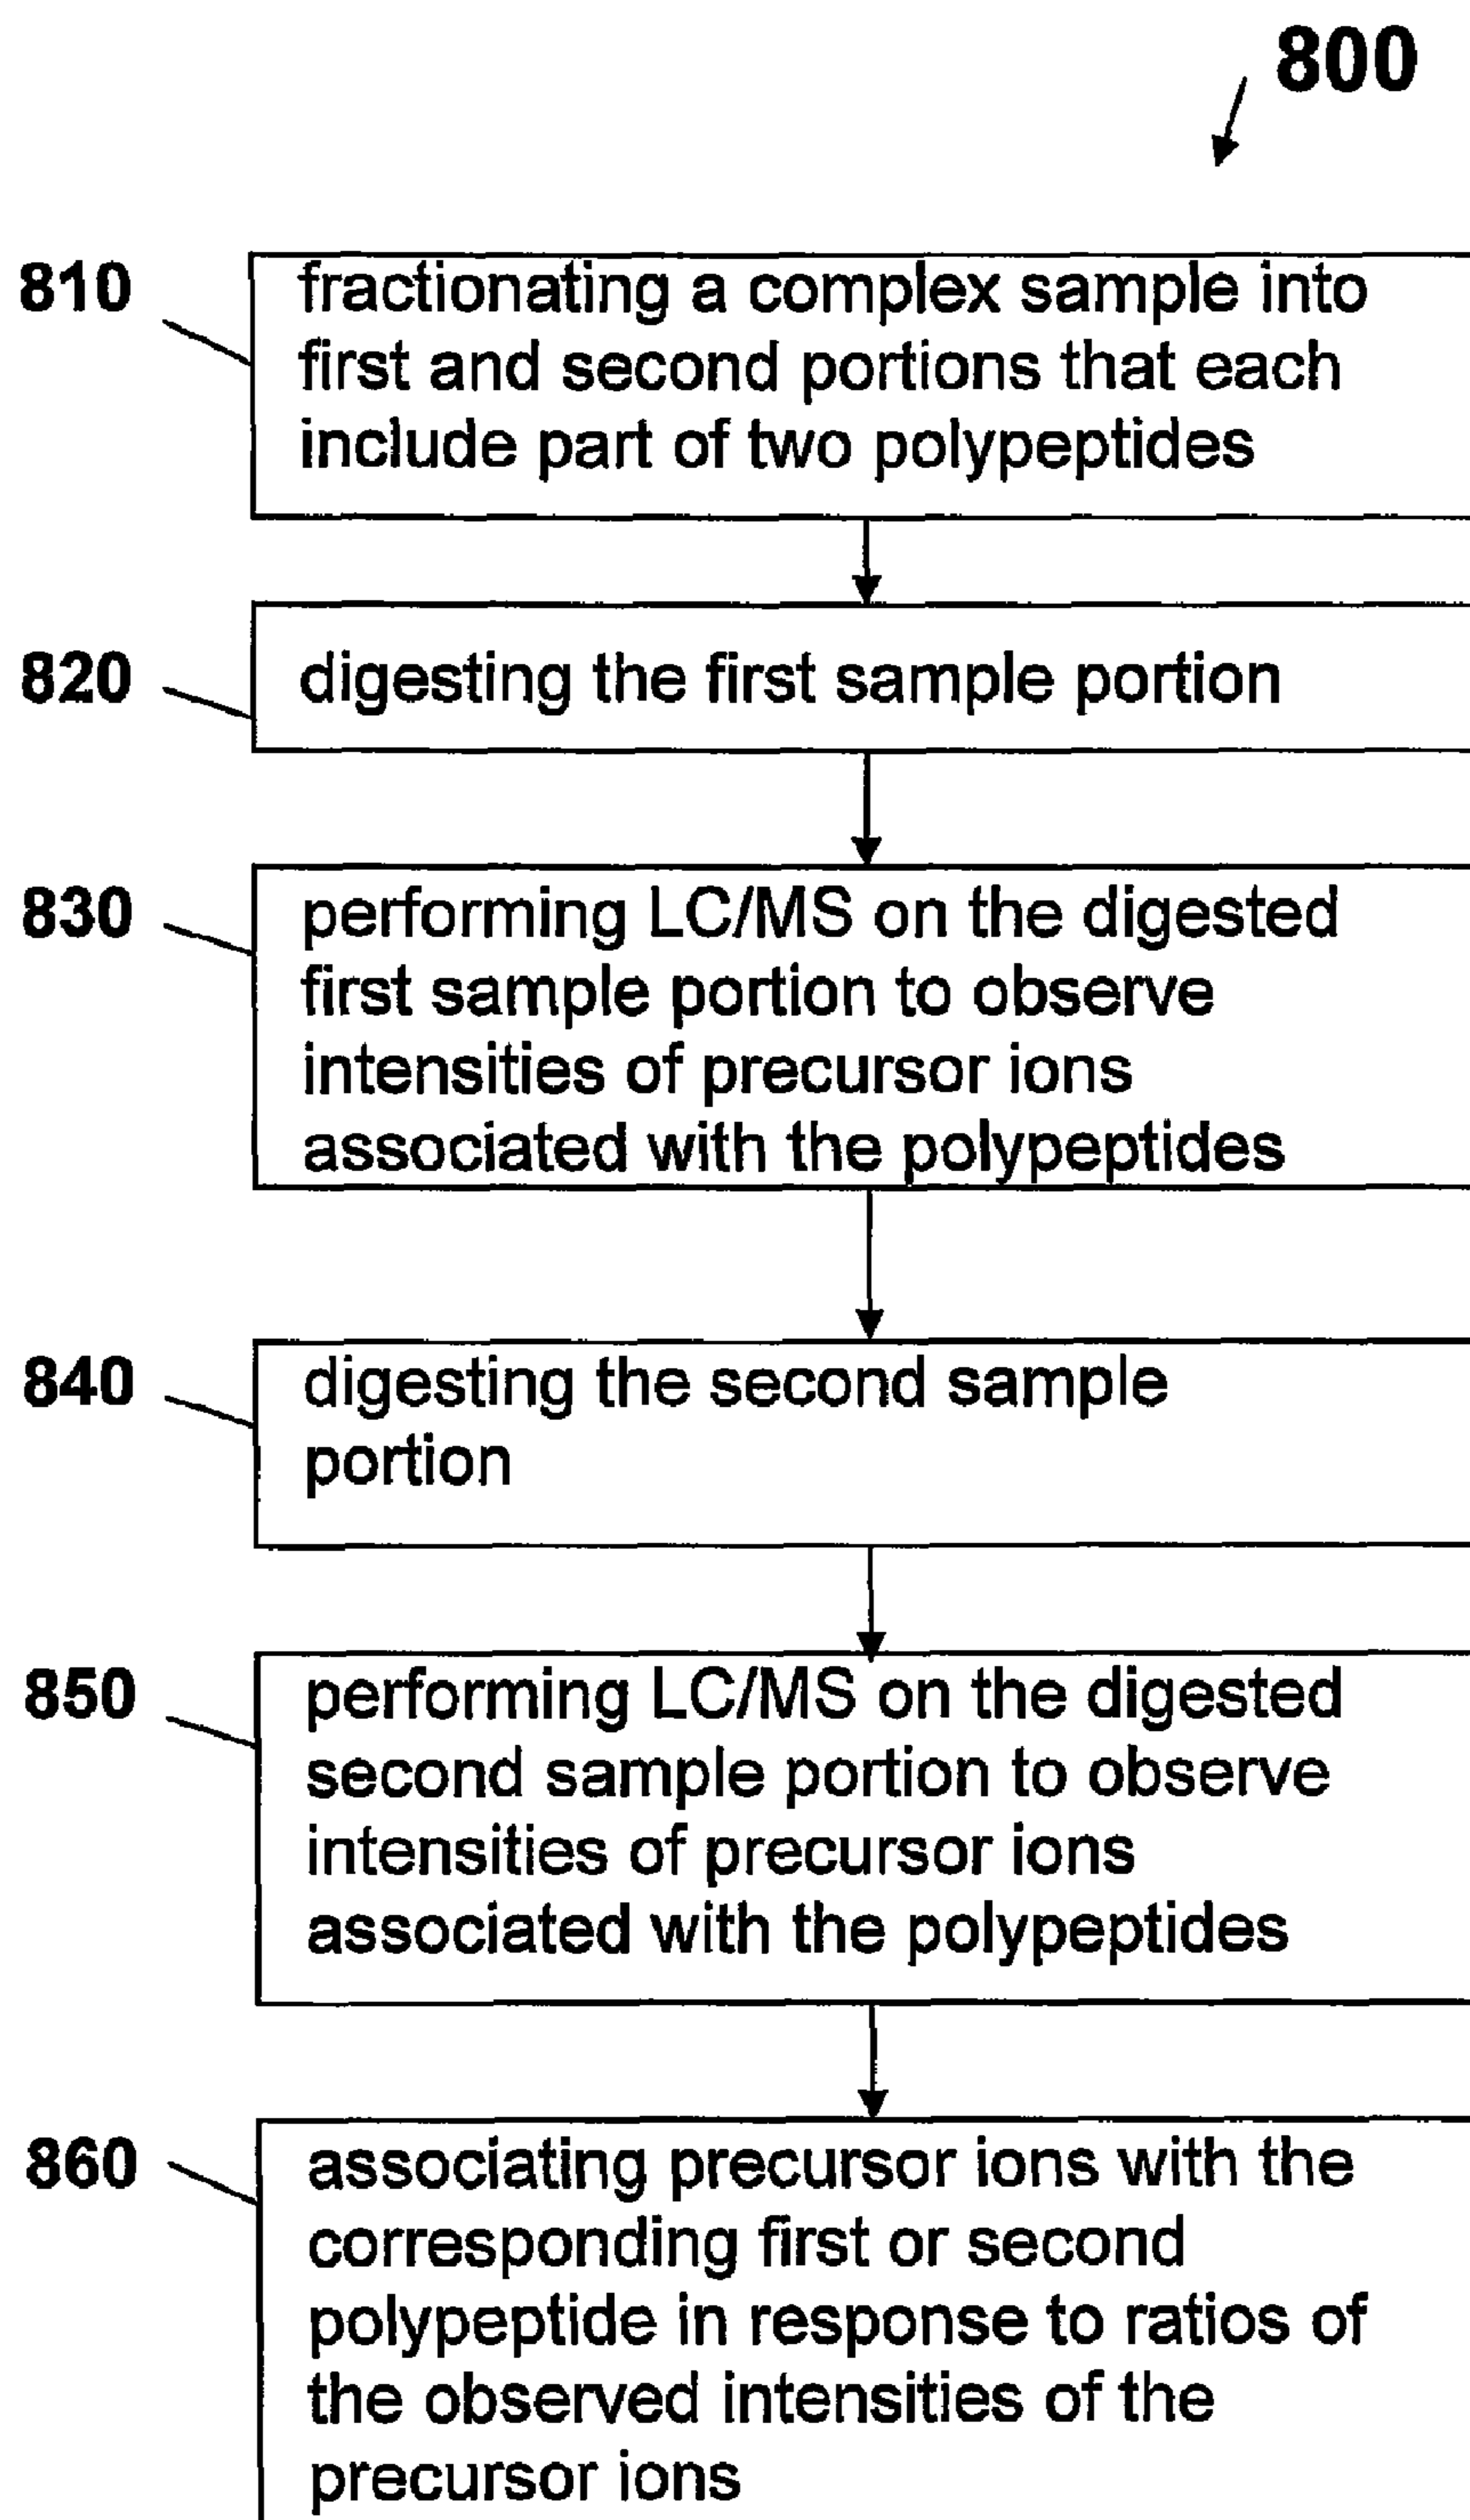 800
810
fractionating a complex sample into
first and second portions that each
include part of two polypeptides
820
digesting the first sample portion
830
performing LC/MS on the digested
first sample portion to observe
intensities of precursor ions
associated with the polypeptides
840
digesting the second sample
portion
850
performing LC/MS on the digested
second sample portion to observe
intensities of precursor ions
associated with the polypeptides
860
associating precursor ions with the
corresponding first or second
polypeptide in response to ratios of
the observed intensities of the
precursor ions